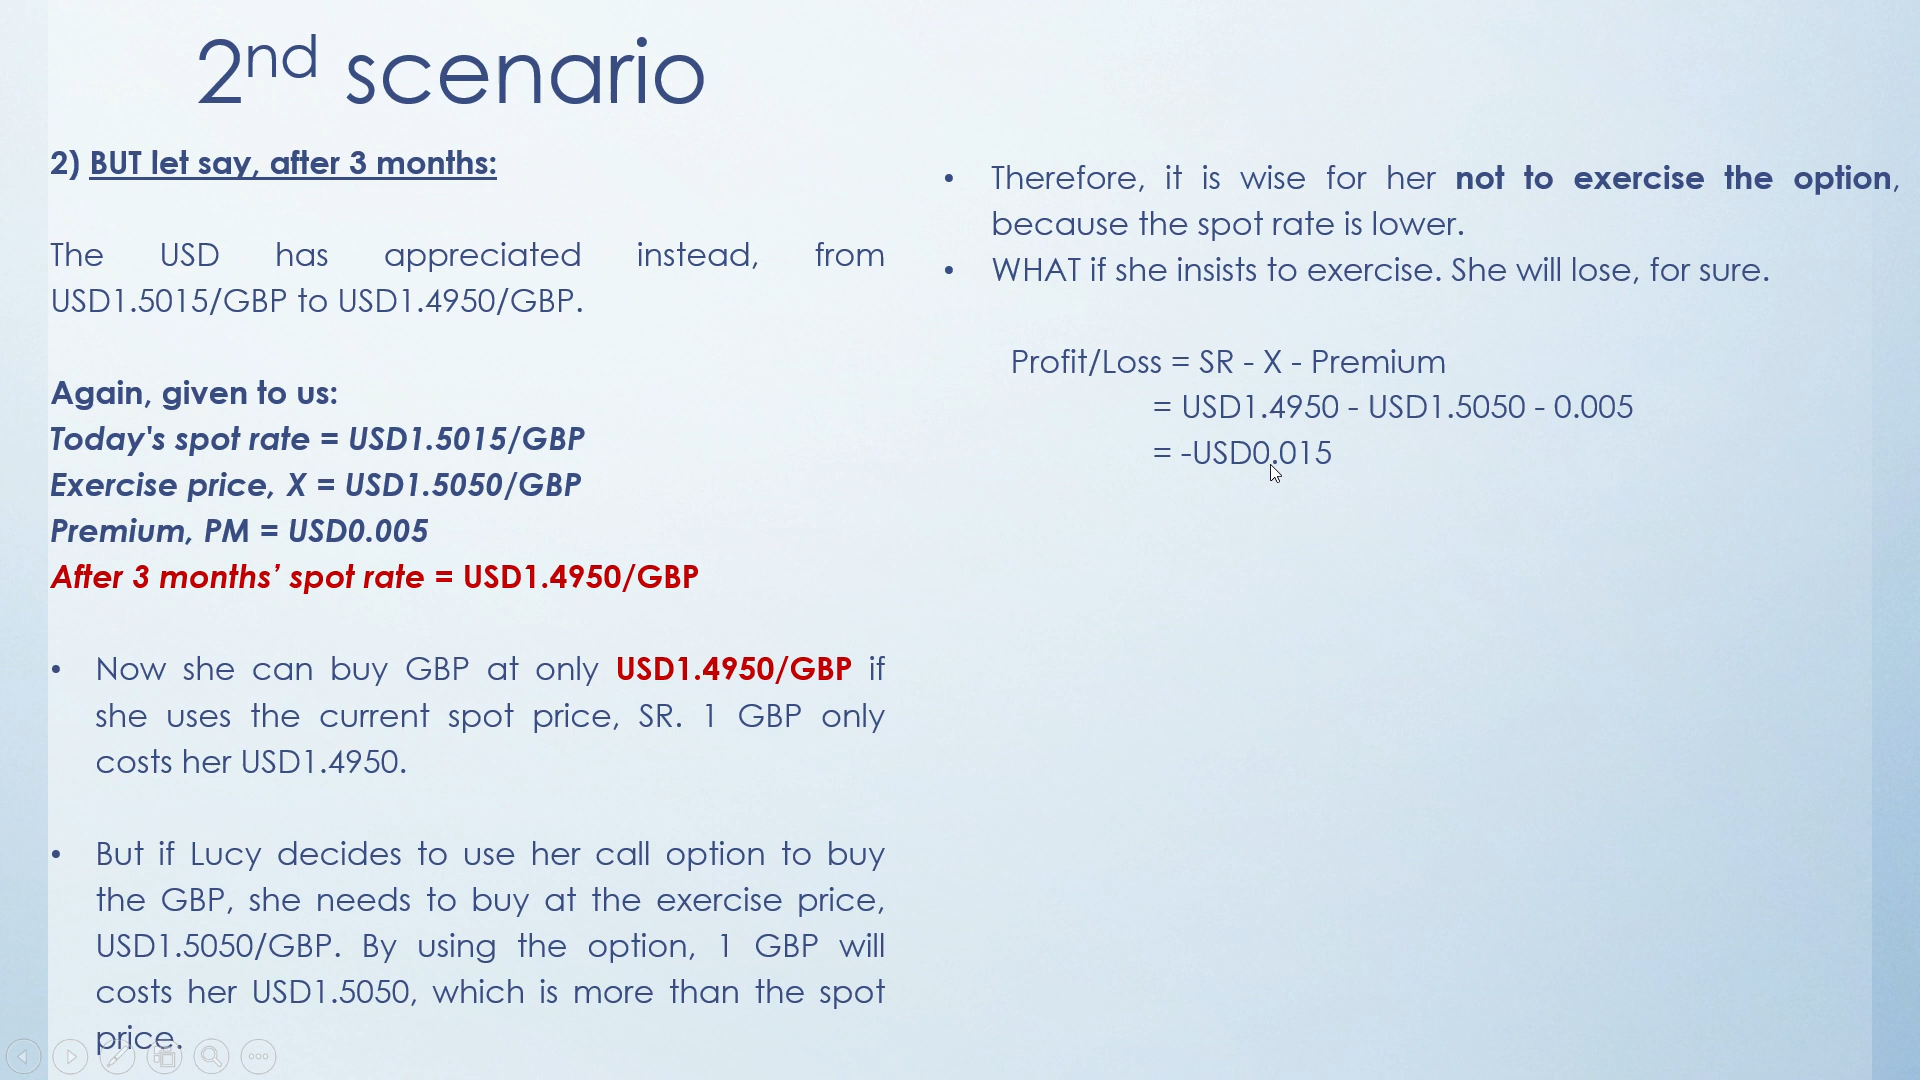 2nd scenario
2) BUT let say, after 3 months:
The USD has appreciated instead, from
USD1.5015/GBP to USD1.4950/GBP.
Again, given to us:
Today's spot rate = USD1.5015/GBP
Exercise price, X = USD1.5050/GBP
Premium, PM = USD0.005
After 3 months’ spot rate = USD1.4950/GBP
• Now she can buy GBP at only USD1.4950/GBP if
she uses the current spot price, SR. 1 GBP only
costs her USD1.4950.
• But if Lucy decides to use her call option to buy
the GBP, she needs to buy at the exercise price,
USD1.5050/GBP. By using the option, 1 GBP will
costs her USD1.5050, which is more than the spot
price.
• Therefore, it is wise for her not to exercise the option,
because the spot rate is lower.
• WHAT if she insists to exercise. She will lose, for sure.
Profit/Loss = SR - X - Premium
= USD1.4950 - USD1.5050 - 0.005
= -USD0.015